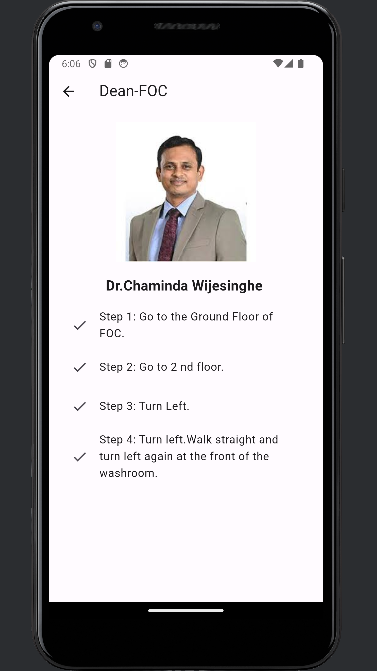 6:06
Dean-FOC
Dr.Chaminda Wijesinghe
Step 1: Go to the Ground Floor of
FOC.
Step 2: Go to 2 nd floor.
Step 3: Turn Left.
Step 4: Turn left.Walk straight and
turn left again at the front of the
washroom.